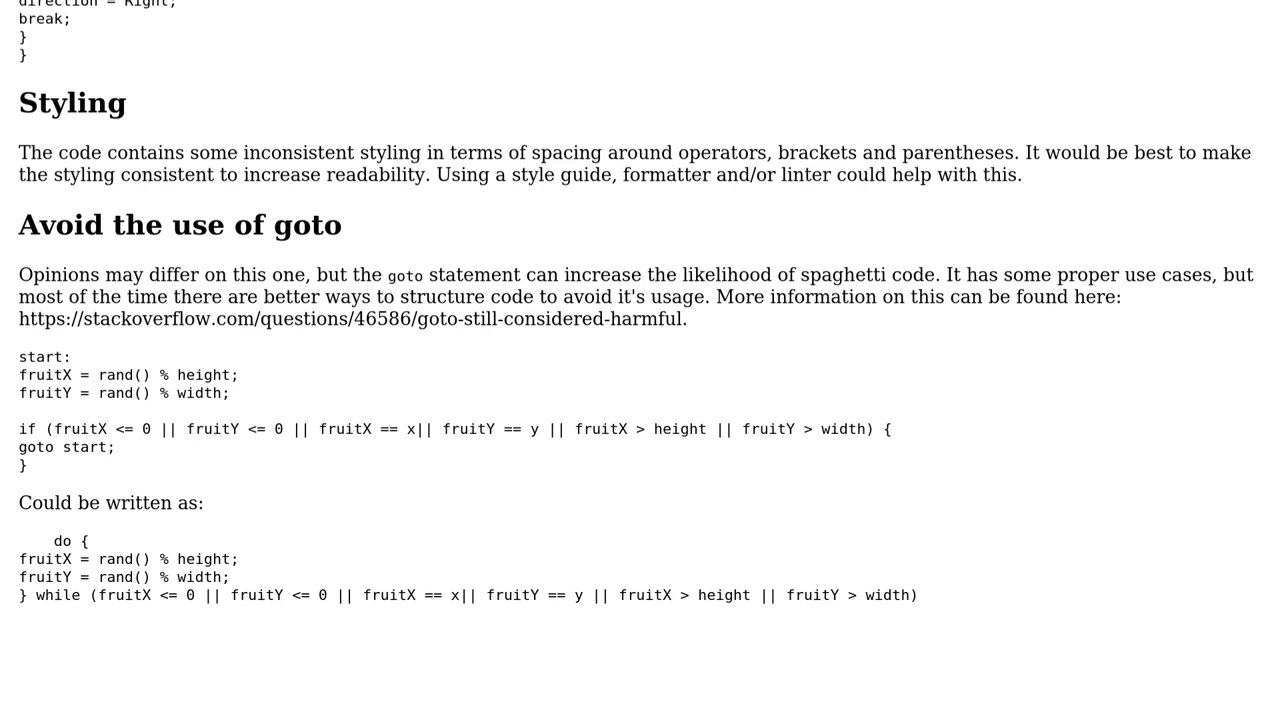 direction = Right;
break;
}
}
Styling
The code contains some inconsistent styling in terms of spacing around operators, brackets and parentheses. It would be best to make
the styling consistent to increase readability. Using a style guide, formatter and/or linter could help with this.
Avoid the use of goto
Opinions may differ on this one, but the goto statement can increase the likelihood of spaghetti code. It has some proper use cases, but
most of the time there are better ways to structure code to avoid it's usage. More information on this can be found here:
https://stackoverflow.com/questions/46586/goto-still-considered-harmful.
start:
fruitX = rand() % height;
fruitY = rand() % width;
if (fruitX <= 0 || fruitY <= 0 || fruitX == x|| fruitY == y || fruitX > height || fruitY > width) {
goto start;
}
Could be written as:
do {
fruitX = rand() % height;
fruitY = rand() % width;
} while (fruitX <= 0 || fruitY <= 0 || fruitX == x|| fruitY == y || fruitX > height || fruitY > width)